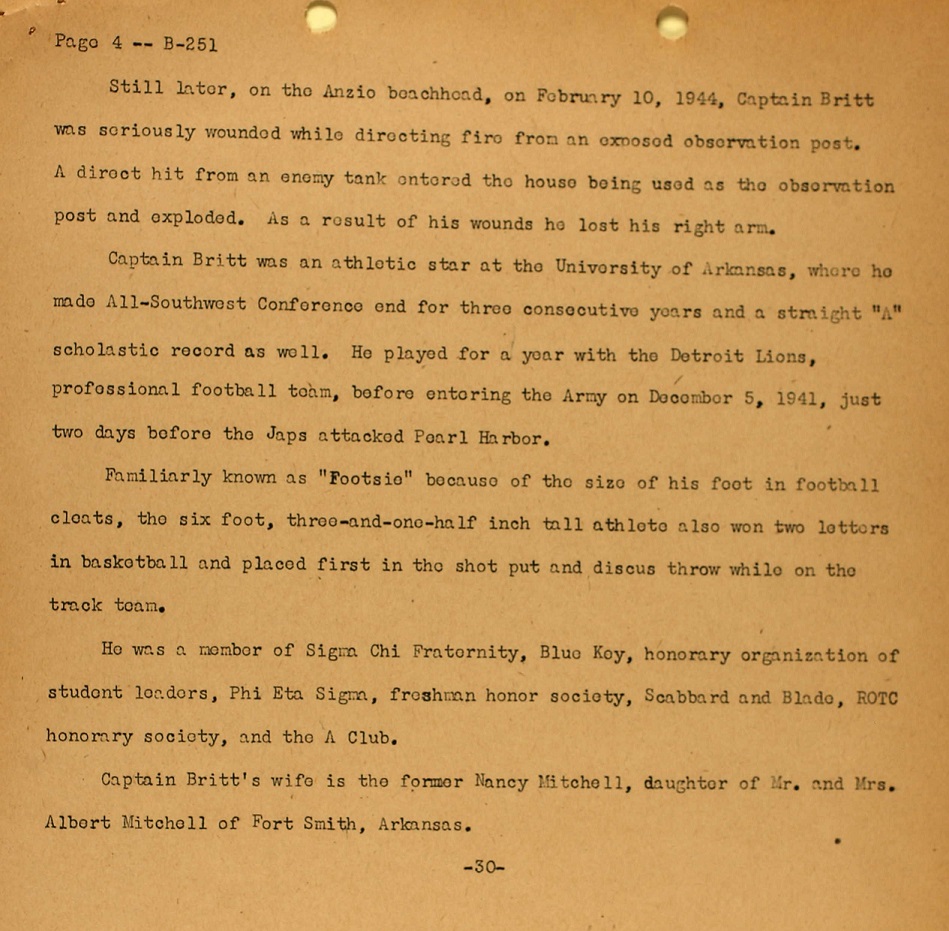 Page 4 -- B-251
Still later, on the Anzio beachhead, on February 10, 1944, Captain Britt
was seriously wounded while directing fire from an exposed observation post.
A direct hit from an enemy tank entered the house being used as the observation
post and exploded. As a result of his wounds he lost his right arm.
Captain Britt was an athletic star at the University of Arkansas, where he
made All-Southwest Conference end for three consecutive years and a straight "A"
scholastic record as well. He played for a year with the Detroit Lions,
professional football team, before entering the Army on December 5, 1941, just
two days before the Japs attacked Pearl Harbor.
Familiarly known as "Footsie" because of the size of his foot in football
cleats, the six foot, three-and-one-half inch tall athlete also won two letters
in basketball and placed first in the shot put and discus throw while on the
track team.
He was a member of Sigma Chi Fraternity, Blue Key, honorary organization of
student leaders, Phi Eta Sigma, freshman honor society, Scabbard and Blade, ROTC
honorary society, and the A Club.
Captain Britt's wife is the former Nancy Mitchell, daughter of Mr. and Mrs.
Albert Mitchell of Fort Smith, Arkansas.
-30-